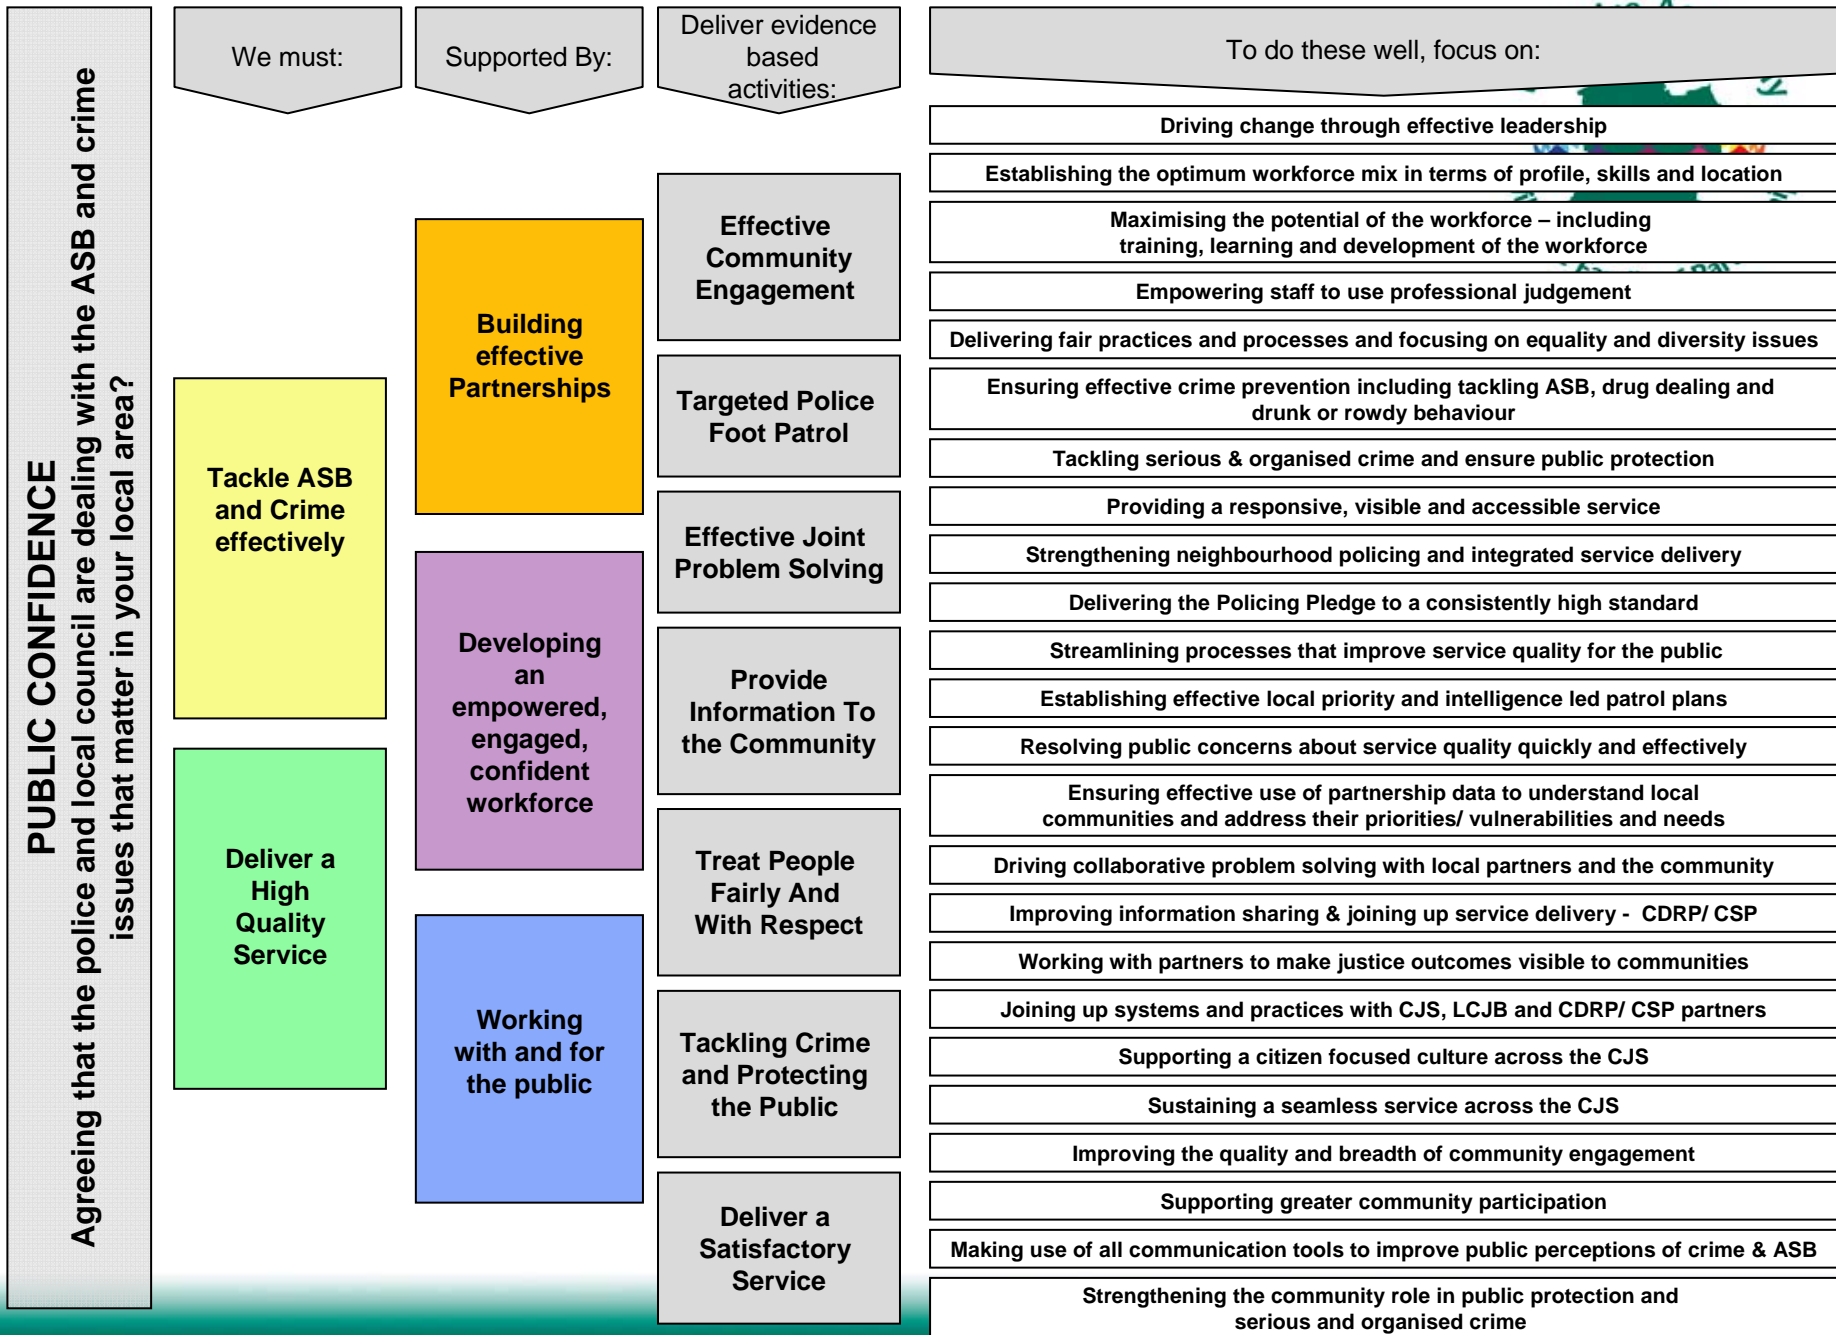 PUBLIC CONFIDENCE
Agreeing that the police and local council are dealing with the ASB and crime
issues that matter in your local area?
We must:
Tackle ASB
and Crime
effectively
Deliver a
High
Quality
Service
Supported By:
Building
effective
Partnerships
Developing
an
empowered,
engaged,
confident
workforce
Working
with and for
the public
Deliver evidence
based
activities:
Effective
Community
Engagement
Targeted Police
Foot Patrol
Effective Joint
Problem Solving
Provide
Information To
the Community
Treat People
Fairly And
With Respect
Tackling Crime
and Protecting
the Public
Deliver a
Satisfactory
Service
To do these well, focus on:
Driving change through effective leadership
Establishing the optimum workforce mix in terms of profile, skills and location
Maximising the potential of the workforce – including
training, learning and development of the workforce
Empowering staff to use professional judgement
Delivering fair practices and processes and focusing on equality and diversity issues
Ensuring effective crime prevention including tackling ASB, drug dealing and
drunk or rowdy behaviour
Tackling serious & organised crime and ensure public protection
Providing a responsive, visible and accessible service
Strengthening neighbourhood policing and integrated service delivery
Delivering the Policing Pledge to a consistently high standard
Streamlining processes that improve service quality for the public
Establishing effective local priority and intelligence led patrol plans
Resolving public concerns about service quality quickly and effectively
Ensuring effective use of partnership data to understand local
communities and address their priorities/ vulnerabilities and needs
Driving collaborative problem solving with local partners and the community
Improving information sharing & joining up service delivery - CDRP/ CSP
Working with partners to make justice outcomes visible to communities
Joining up systems and practices with CJS, LCJB and CDRP/ CSP partners
Supporting a citizen focused culture across the CJS
Sustaining a seamless service across the CJS
Improving the quality and breadth of community engagement
Supporting greater community participation
Making use of all communication tools to improve public perceptions of crime & ASB
Strengthening the community role in public protection and
serious and organised crime